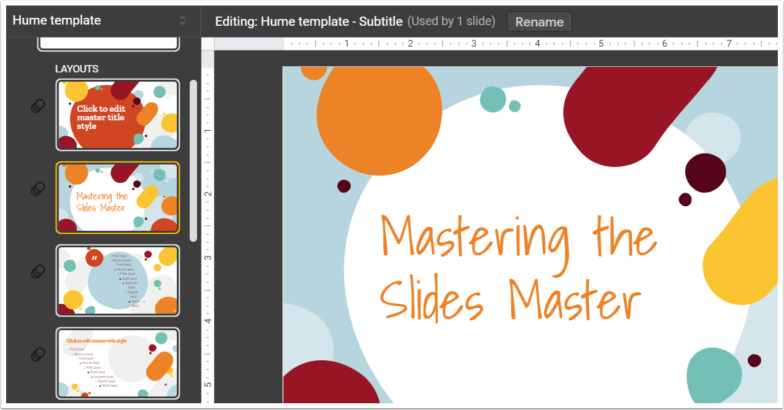 Hume template
Editing: Hume template - Subtitle (Used by 1 slide) Rename
1 2 3 4 5 6 7
LAYOUTS
Click to edit
master title
style
Mastering the
Slides Master
Click to edit master title style
1
2
3
4
5
Mastering the
Slides Master